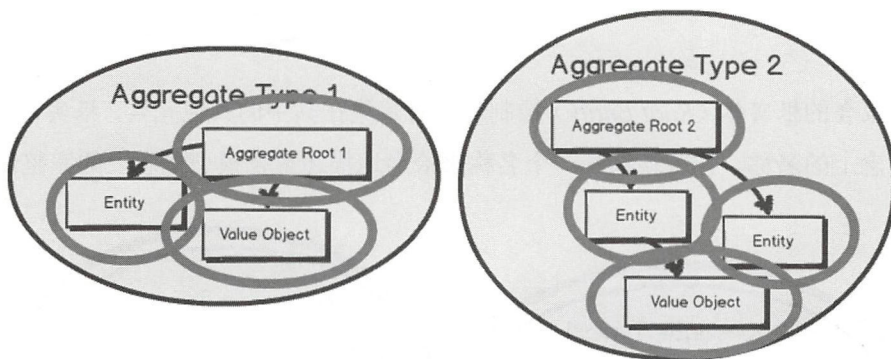 Aggregate Type 1
Aggregate Root 1
Entity
Value Object
Aggregate Type 2
Aggregate Root 2
Entity
Entity
Value Object